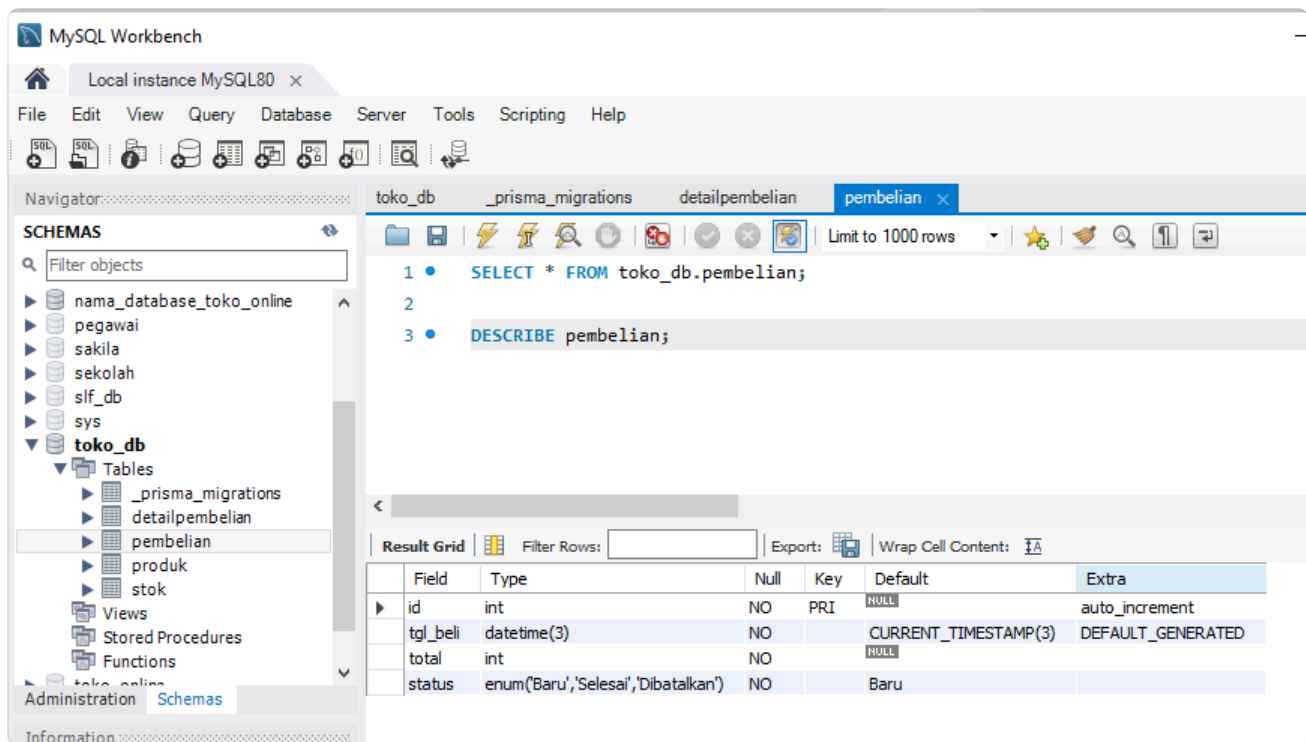 MySQL Workbench
Local instance MySQL80 ×
File Edit View Query Database Server Tools Scripting Help
Navigator
SCHEMAS
Filter objects
nama_database_toko_online
pegawai
sakila
sekolah
slf_db
sys
toko_db
Tables
_prisma_migrations
detailpembelian
pembelian
produk
stok
Views
Stored Procedures
Functions
toko_online
Administration Schemas
Information
toko_db _prisma_migrations detailpembelian pembelian ×
Limit to 1000 rows
1 SELECT * FROM toko_db.pembelian;
2
3 DESCRIBE pembelian;
Result Grid Filter Rows: Export: Wrap Cell Content: IA
Field Type Null Key Default Extra
id int NO PRI NULL auto_increment
tgl_beli datetime(3) NO CURRENT_TIMESTAMP(3) DEFAULT_GENERATED
total int NO NULL
status enum('Baru','Selesai','Dibatalkan') NO Baru